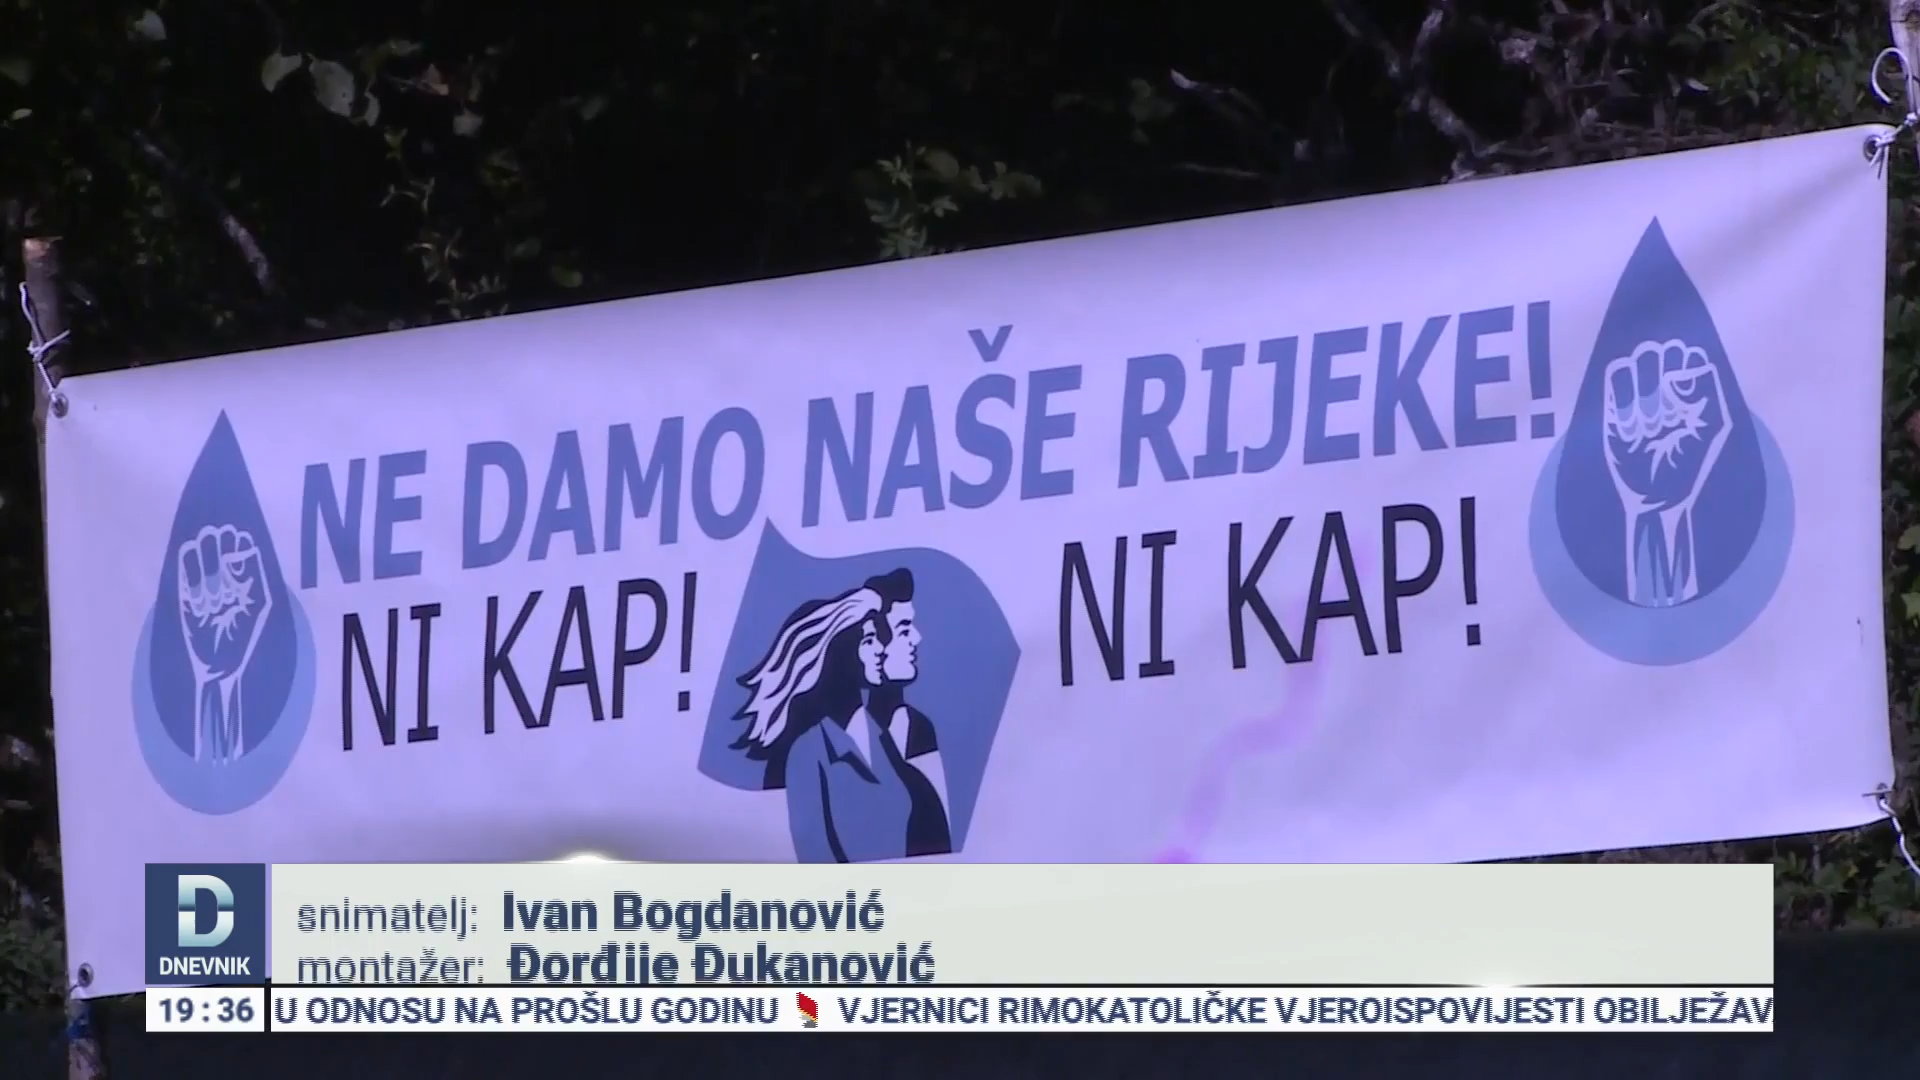 NE DAMO NAŠE RIJEKE!
NI KAP!
NI KAP!
snimatelj: Ivan Bogdanović
montažer: Đorđije Đukanović
DNEVNIK
19:36 U ODNOSU NA PROŠLU GODINU VJERNICI RIMOKATOLIČKE VJEROISPOVIJESTI OBILJEŽAV